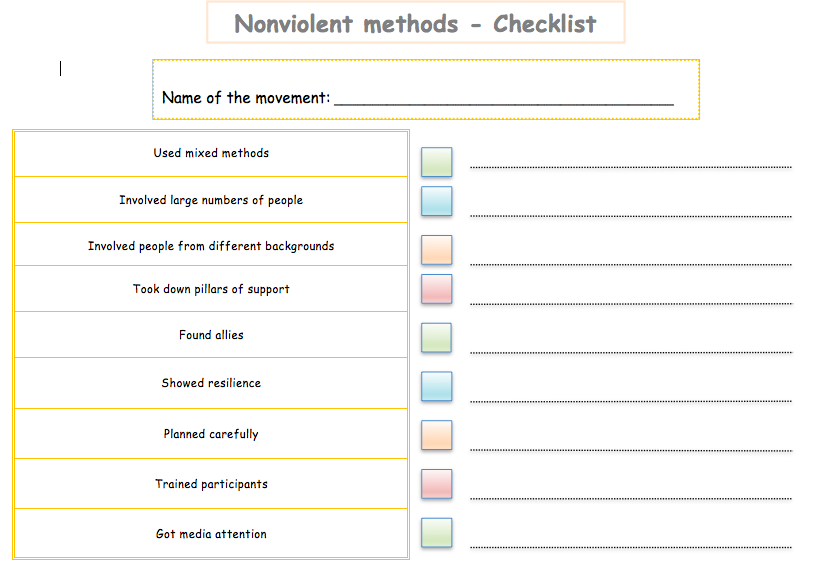 Nonviolent methods - Checklist
Name of the movement: ______________________________________
Used mixed methods
Involved large numbers of people
Involved people from different backgrounds
Took down pillars of support
Found allies
Showed resilience
Planned carefully
Trained participants
Got media attention